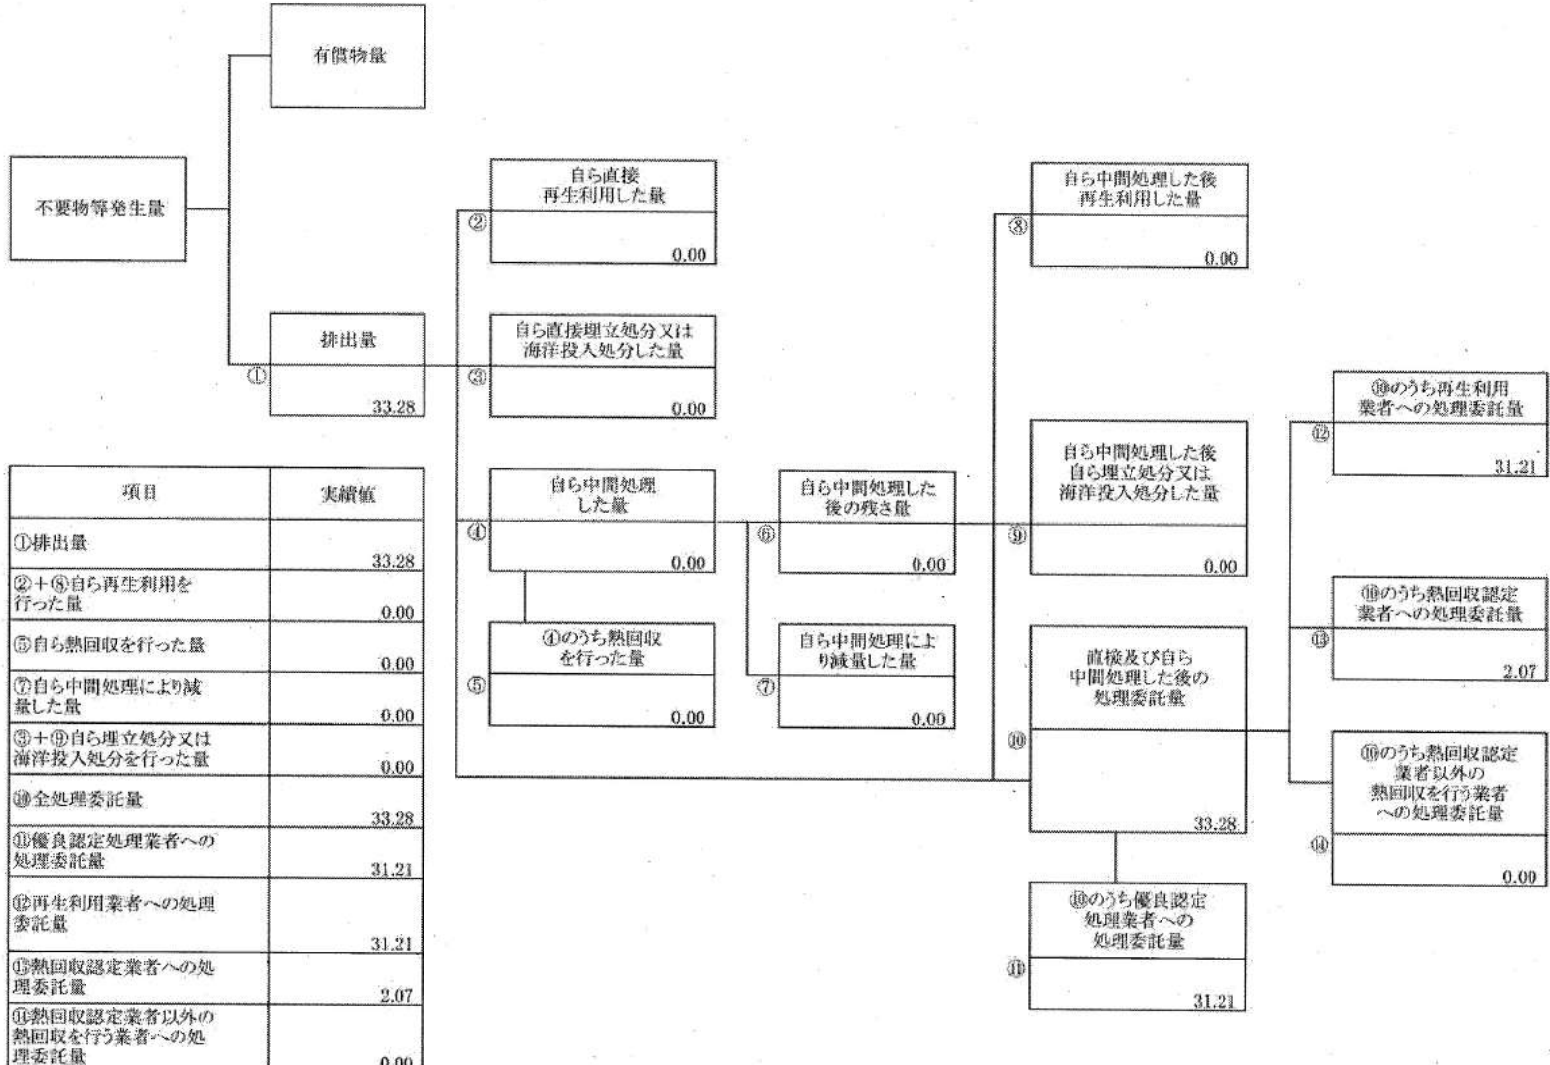 有償物量
不要物等発生量
排出量
①
33.28
自ら直接
再生利用した量
②
0.00
自ら直接埋立処分又は
海洋投入処分した量
③
0.00
自ら中間処理
した量
④
0.00
④のうち熱回収
を行った量
⑤
0.00
自ら中間処理した
後の残さ量
⑥
0.00
自ら中間処理によ
り減量した量
⑦
0.00
自ら中間処理した後
再生利用した量
⑧
0.00
自ら中間処理した後
自ら埋立処分又は
海洋投入処分した量
⑨
0.00
直接及び自ら
中間処理した後の
処理委託量
⑩
33.28
⑩のうち優良認定
処理業者への
処理委託量
⑪
31.21
⑩のうち再生利用
業者への処理委託量
⑫
31.21
⑩のうち熱回収認定
業者への処理委託量
⑬
2.07
⑩のうち熱回収認定
業者以外の
熱回収を行う業者
への処理委託量
⑭
0.00
項目 実績値
①排出量
33.28
②+⑧自ら再生利用を
行った量
0.00
⑤自ら熱回収を行った量
0.00
⑦自ら中間処理により減
量した量
0.00
③+⑨自ら埋立処分又は
海洋投入処分を行った量
0.00
⑩全処理委託量
33.28
⑪優良認定処理業者への
処理委託量
31.21
⑫再生利用業者への処理
委託量
31.21
⑬熱回収認定業者への処
理委託量
2.07
⑭熱回収認定業者以外の
熱回収を行う業者への処
理委託量
0.00